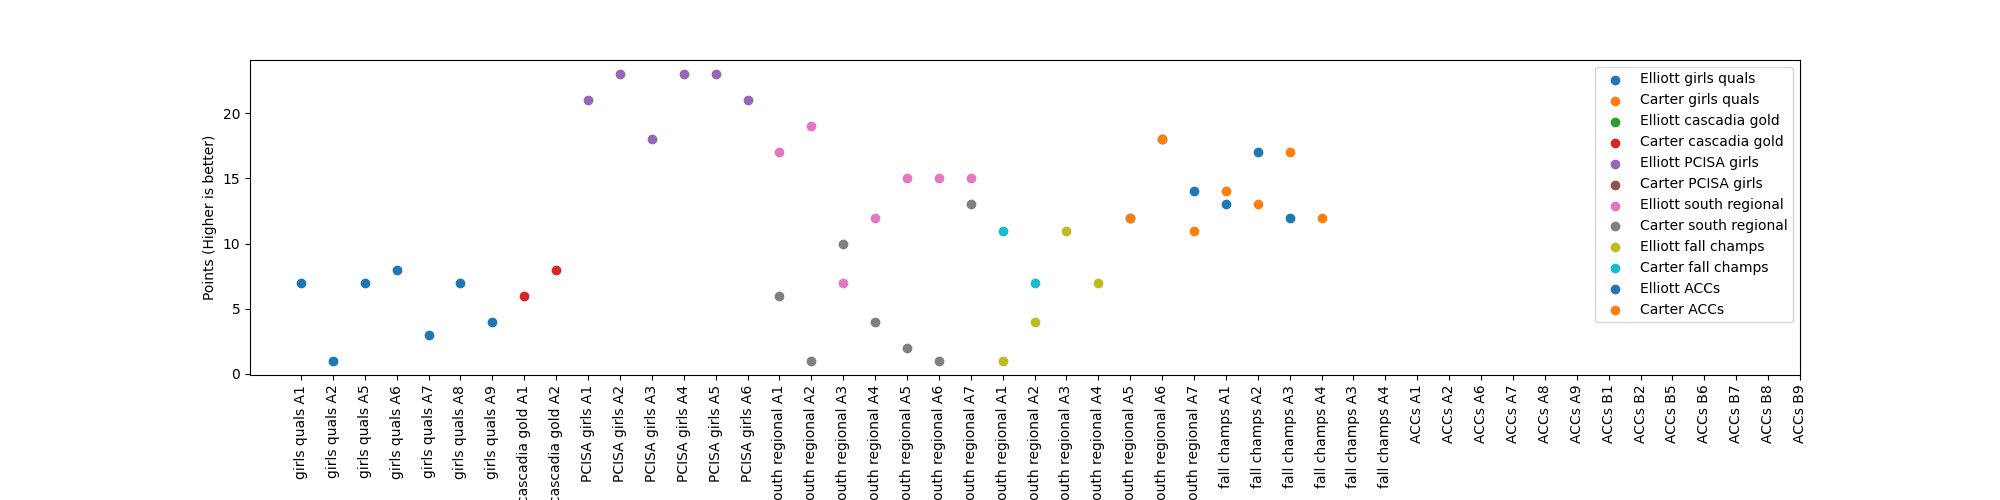 Points (Higher is better)
20
15
10
5
0
Elliott girls quals
Carter girls quals
Elliott cascadia gold
Carter cascadia gold
Elliott PCISA girls
Carter PCISA girls
Elliott south regional
Carter south regional
Elliott fall champs
Carter fall champs
Elliott ACCs
Carter ACCs
girls quals A1
girls quals A2
girls quals A5
girls quals A6
girls quals A7
girls quals A8
girls quals A9
cascadia gold A1
cascadia gold A2
PCISA girls A1
PCISA girls A2
PCISA girls A3
PCISA girls A4
PCISA girls A5
PCISA girls A6
outh regional A1
outh regional A2
outh regional A3
outh regional A4
outh regional A5
outh regional A6
outh regional A7
outh regional A1
outh regional A2
outh regional A3
outh regional A4
outh regional A5
outh regional A6
outh regional A7
fall champs A1
fall champs A2
fall champs A3
fall champs A4
fall champs A3
fall champs A4
ACCs A1
ACCs A2
ACCs A6
ACCs A7
ACCs A8
ACCs A9
ACCs B1
ACCs B2
ACCs B5
ACCs B6
ACCs B7
ACCs B8
ACCs B9